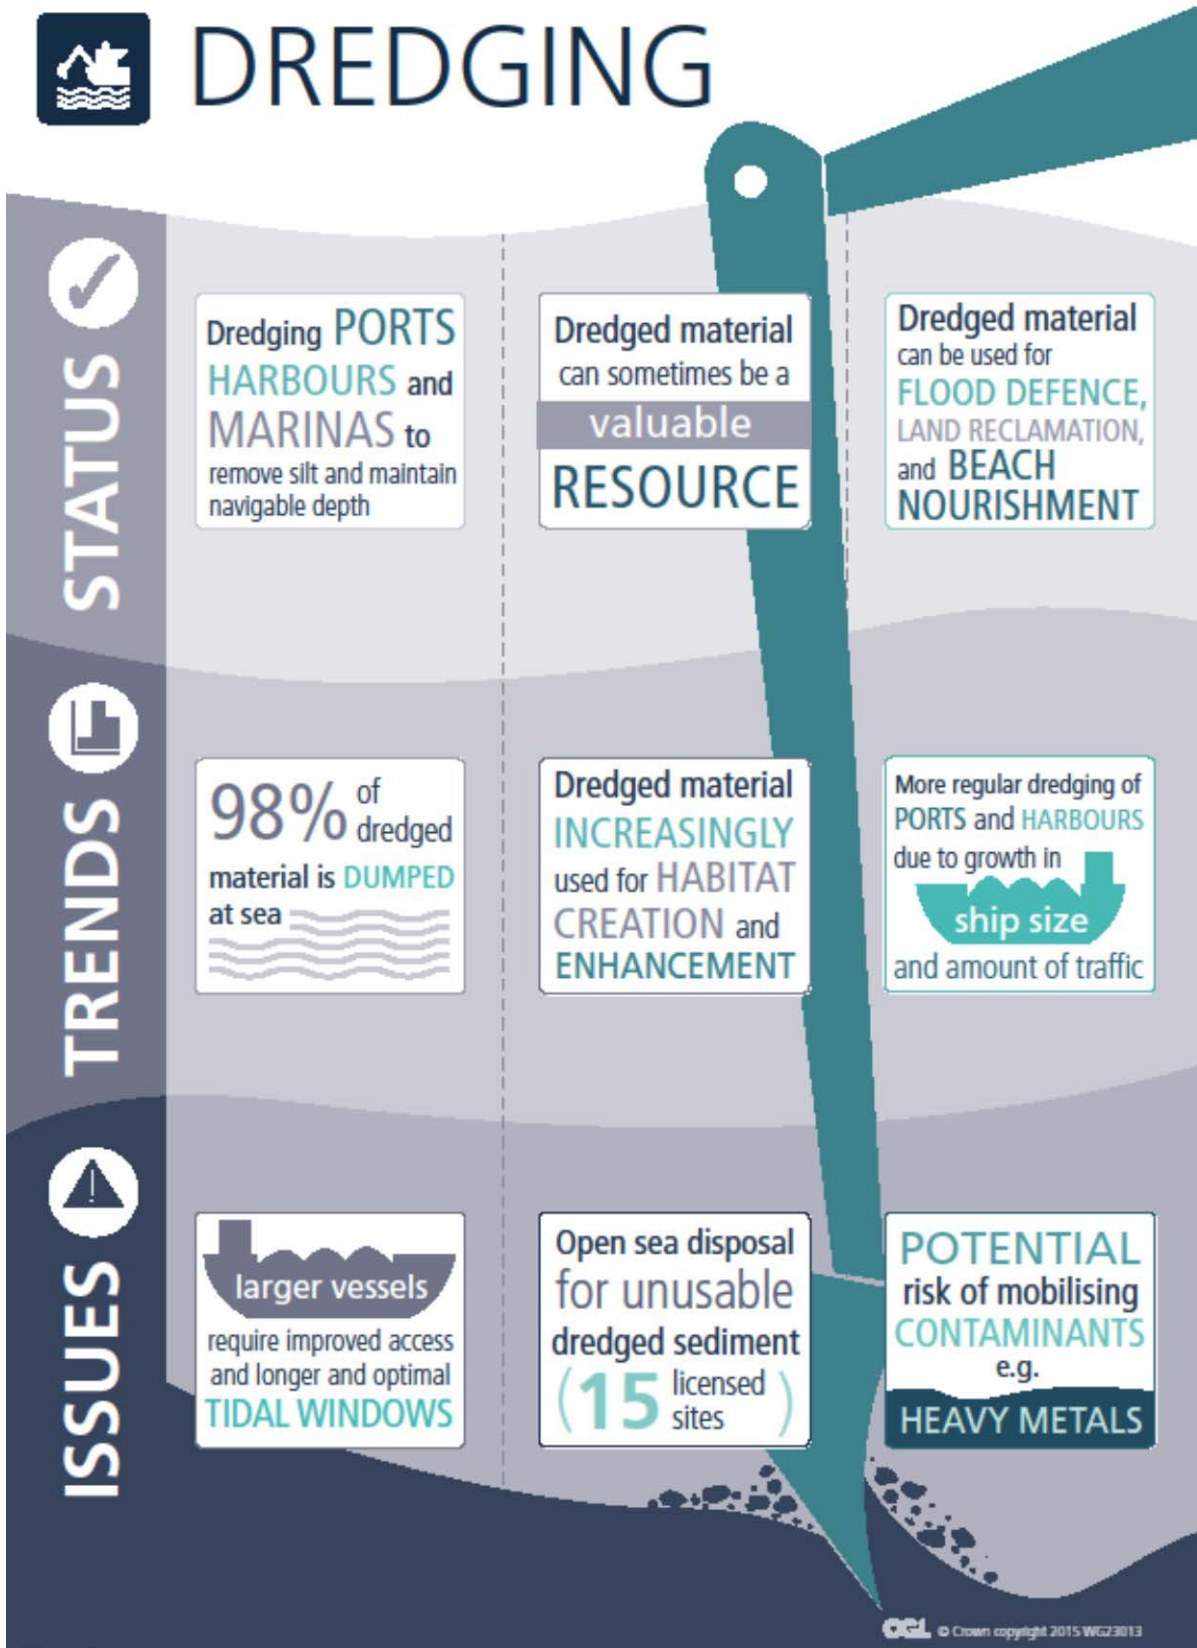 DREDGING
STATUS
Dredging PORTS
HARBOURS and
MARINAS to
remove silt and maintain
navigable depth
Dredged material
can sometimes be a
valuable
RESOURCE
Dredged material
can be used for
FLOOD DEFENCE,
LAND RECLAMATION,
and BEACH
NOURISHMENT
TRENDS
98% of
dredged
material is DUMPED
at sea
Dredged material
INCREASINGLY
used for HABITAT
CREATION and
ENHANCEMENT
More regular dredging of
PORTS and HARBOURS
due to growth in
ship size
and amount of traffic
ISSUES
larger vessels
require improved access
and longer and optimal
TIDAL WINDOWS
Open sea disposal
for unusable
dredged sediment
(15 licensed
sites)
POTENTIAL
risk of mobilising
CONTAMINANTS
e.g.
HEAVY METALS
OGL © Crown copyright 2015 WG23013